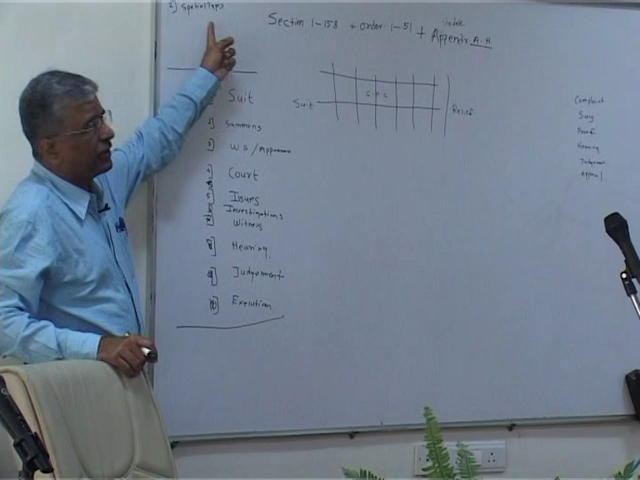 Section 1-158 + order 1-51 + Appendix A-H
Suit
Summons
W S / Appearance
Court
Issues
Investigations
Witness
Hearing
Judgement
Execution
C P C
Suit
Relief
Complaint
Proof
Hearing
Judgement
Appeal